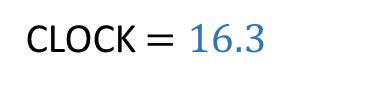 CLOCK = 16.3